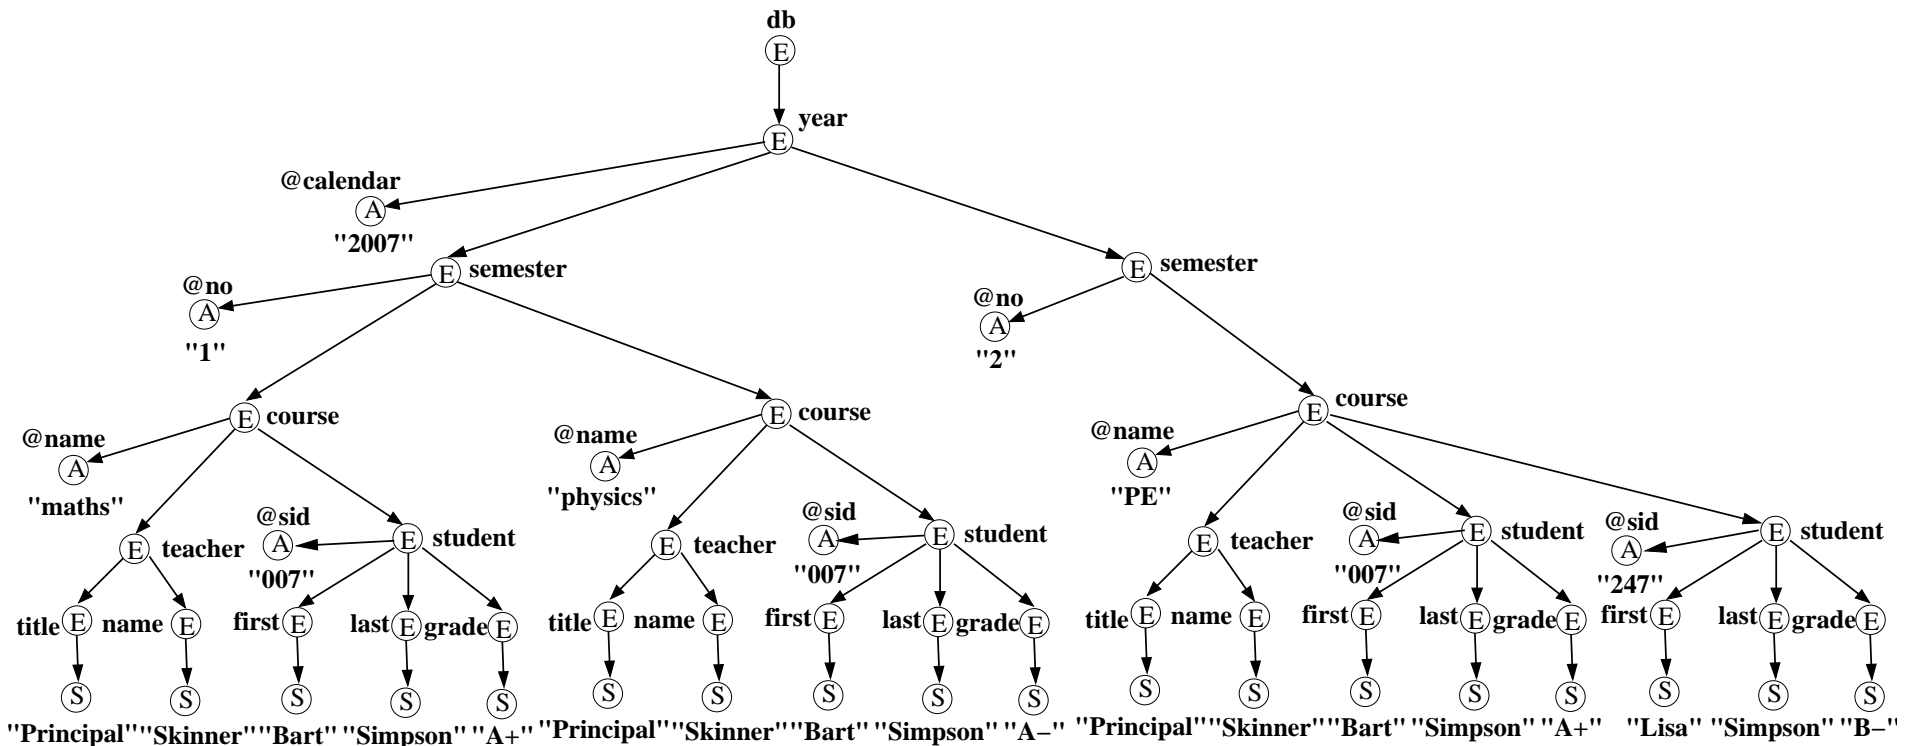 db
E
year
E
@calendar
A
"2007"
E semester
E semester
@no
A
"1"
@no
A
"2"
E course
E course
E course
@name
A
"maths"
@name
A
"physics"
@name
A
"PE"
E teacher
@sid
A
"007"
E student
E teacher
@sid
A
"007"
E student
E teacher
@sid
A
"007"
E student
@sid
A
"247"
E student
title E name E first E last E grade E title E name E first E last E grade E title E name E first E last E grade E first E last E grade E
S S S S S S S S S S S S S S S S S S
"Principal" "Skinner" "Bart" "Simpson" "A+" "Principal" "Skinner" "Bart" "Simpson" "A−" "Principal" "Skinner" "Bart" "Simpson" "A+" "Lisa" "Simpson" "B−"